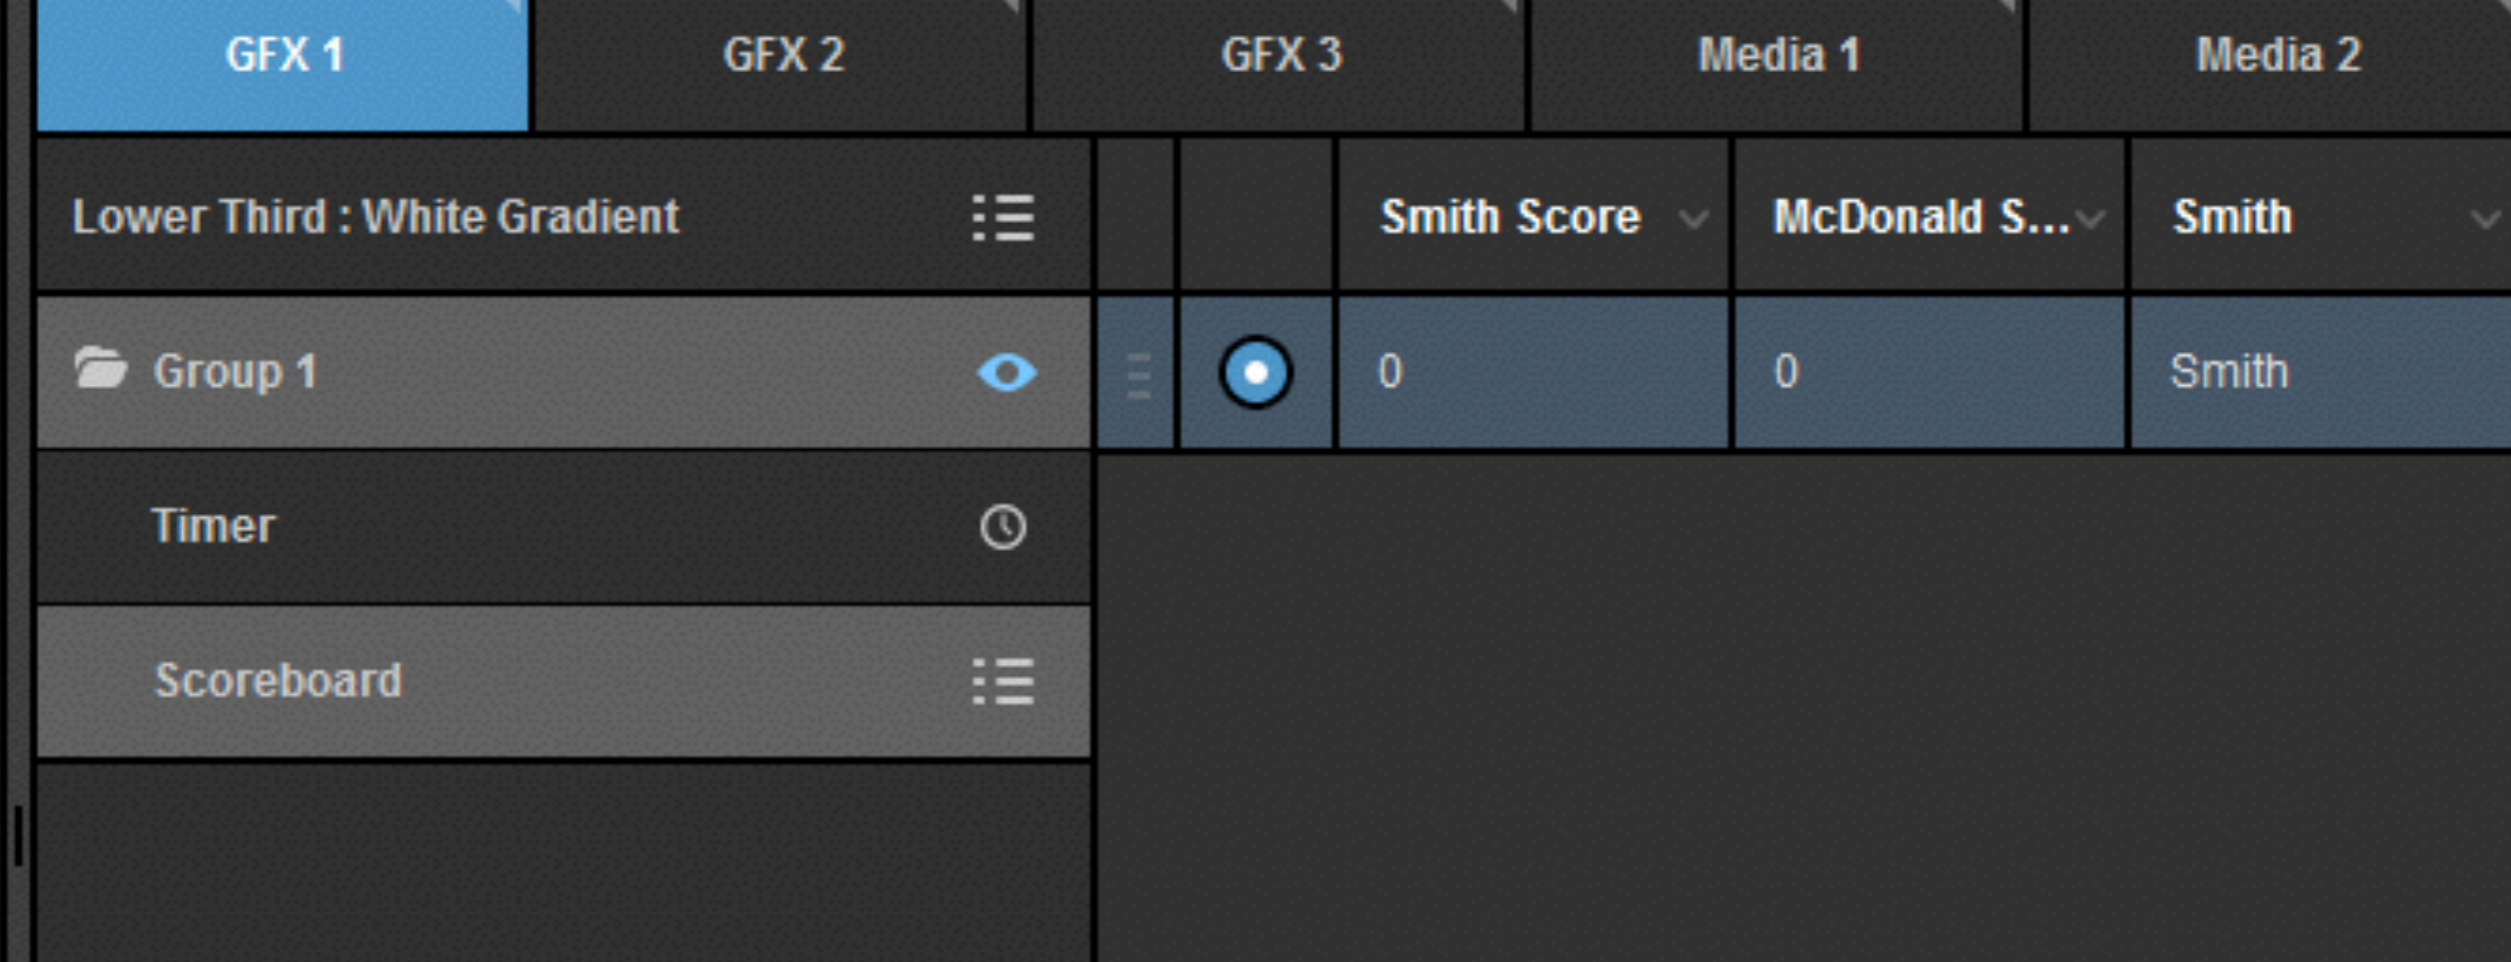 GFX 1 GFX 2 GFX 3 Media 1 Media 2
Lower Third : White Gradient Smith Score McDonald S... Smith
Group 1 0 0 Smith
Timer
Scoreboard